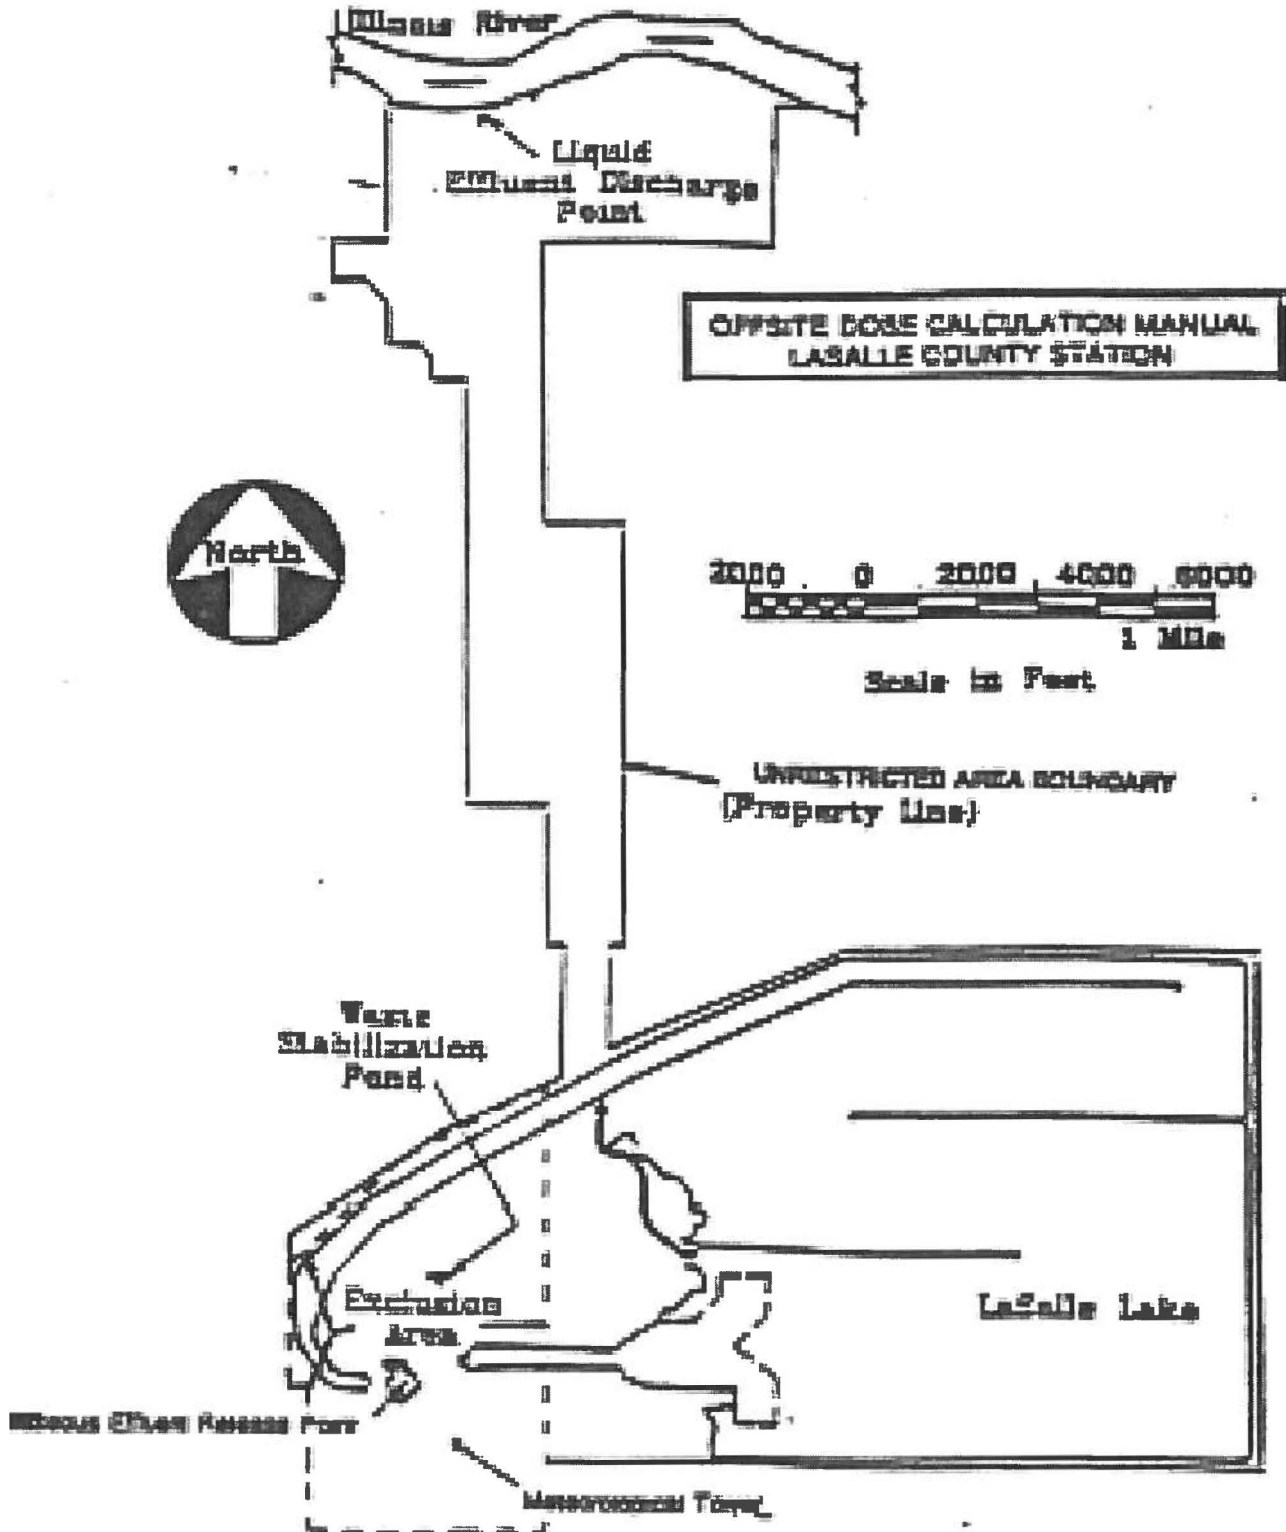 Illinois River
Liquid
Effluent Discharge
Point
OFFSITE DOSE CALCULATION MANUAL
LASALLE COUNTY STATION
North
2000 0 2000 4000 6000
1 Mile
Scale in Feet
UNRESTRICTED AREA BOUNDARY
(Property line)
Waste
Stabilization
Pond
Exclusion
Area
LaSalle Lake
Gaseous Effluent Release Point
Meteorological Tower